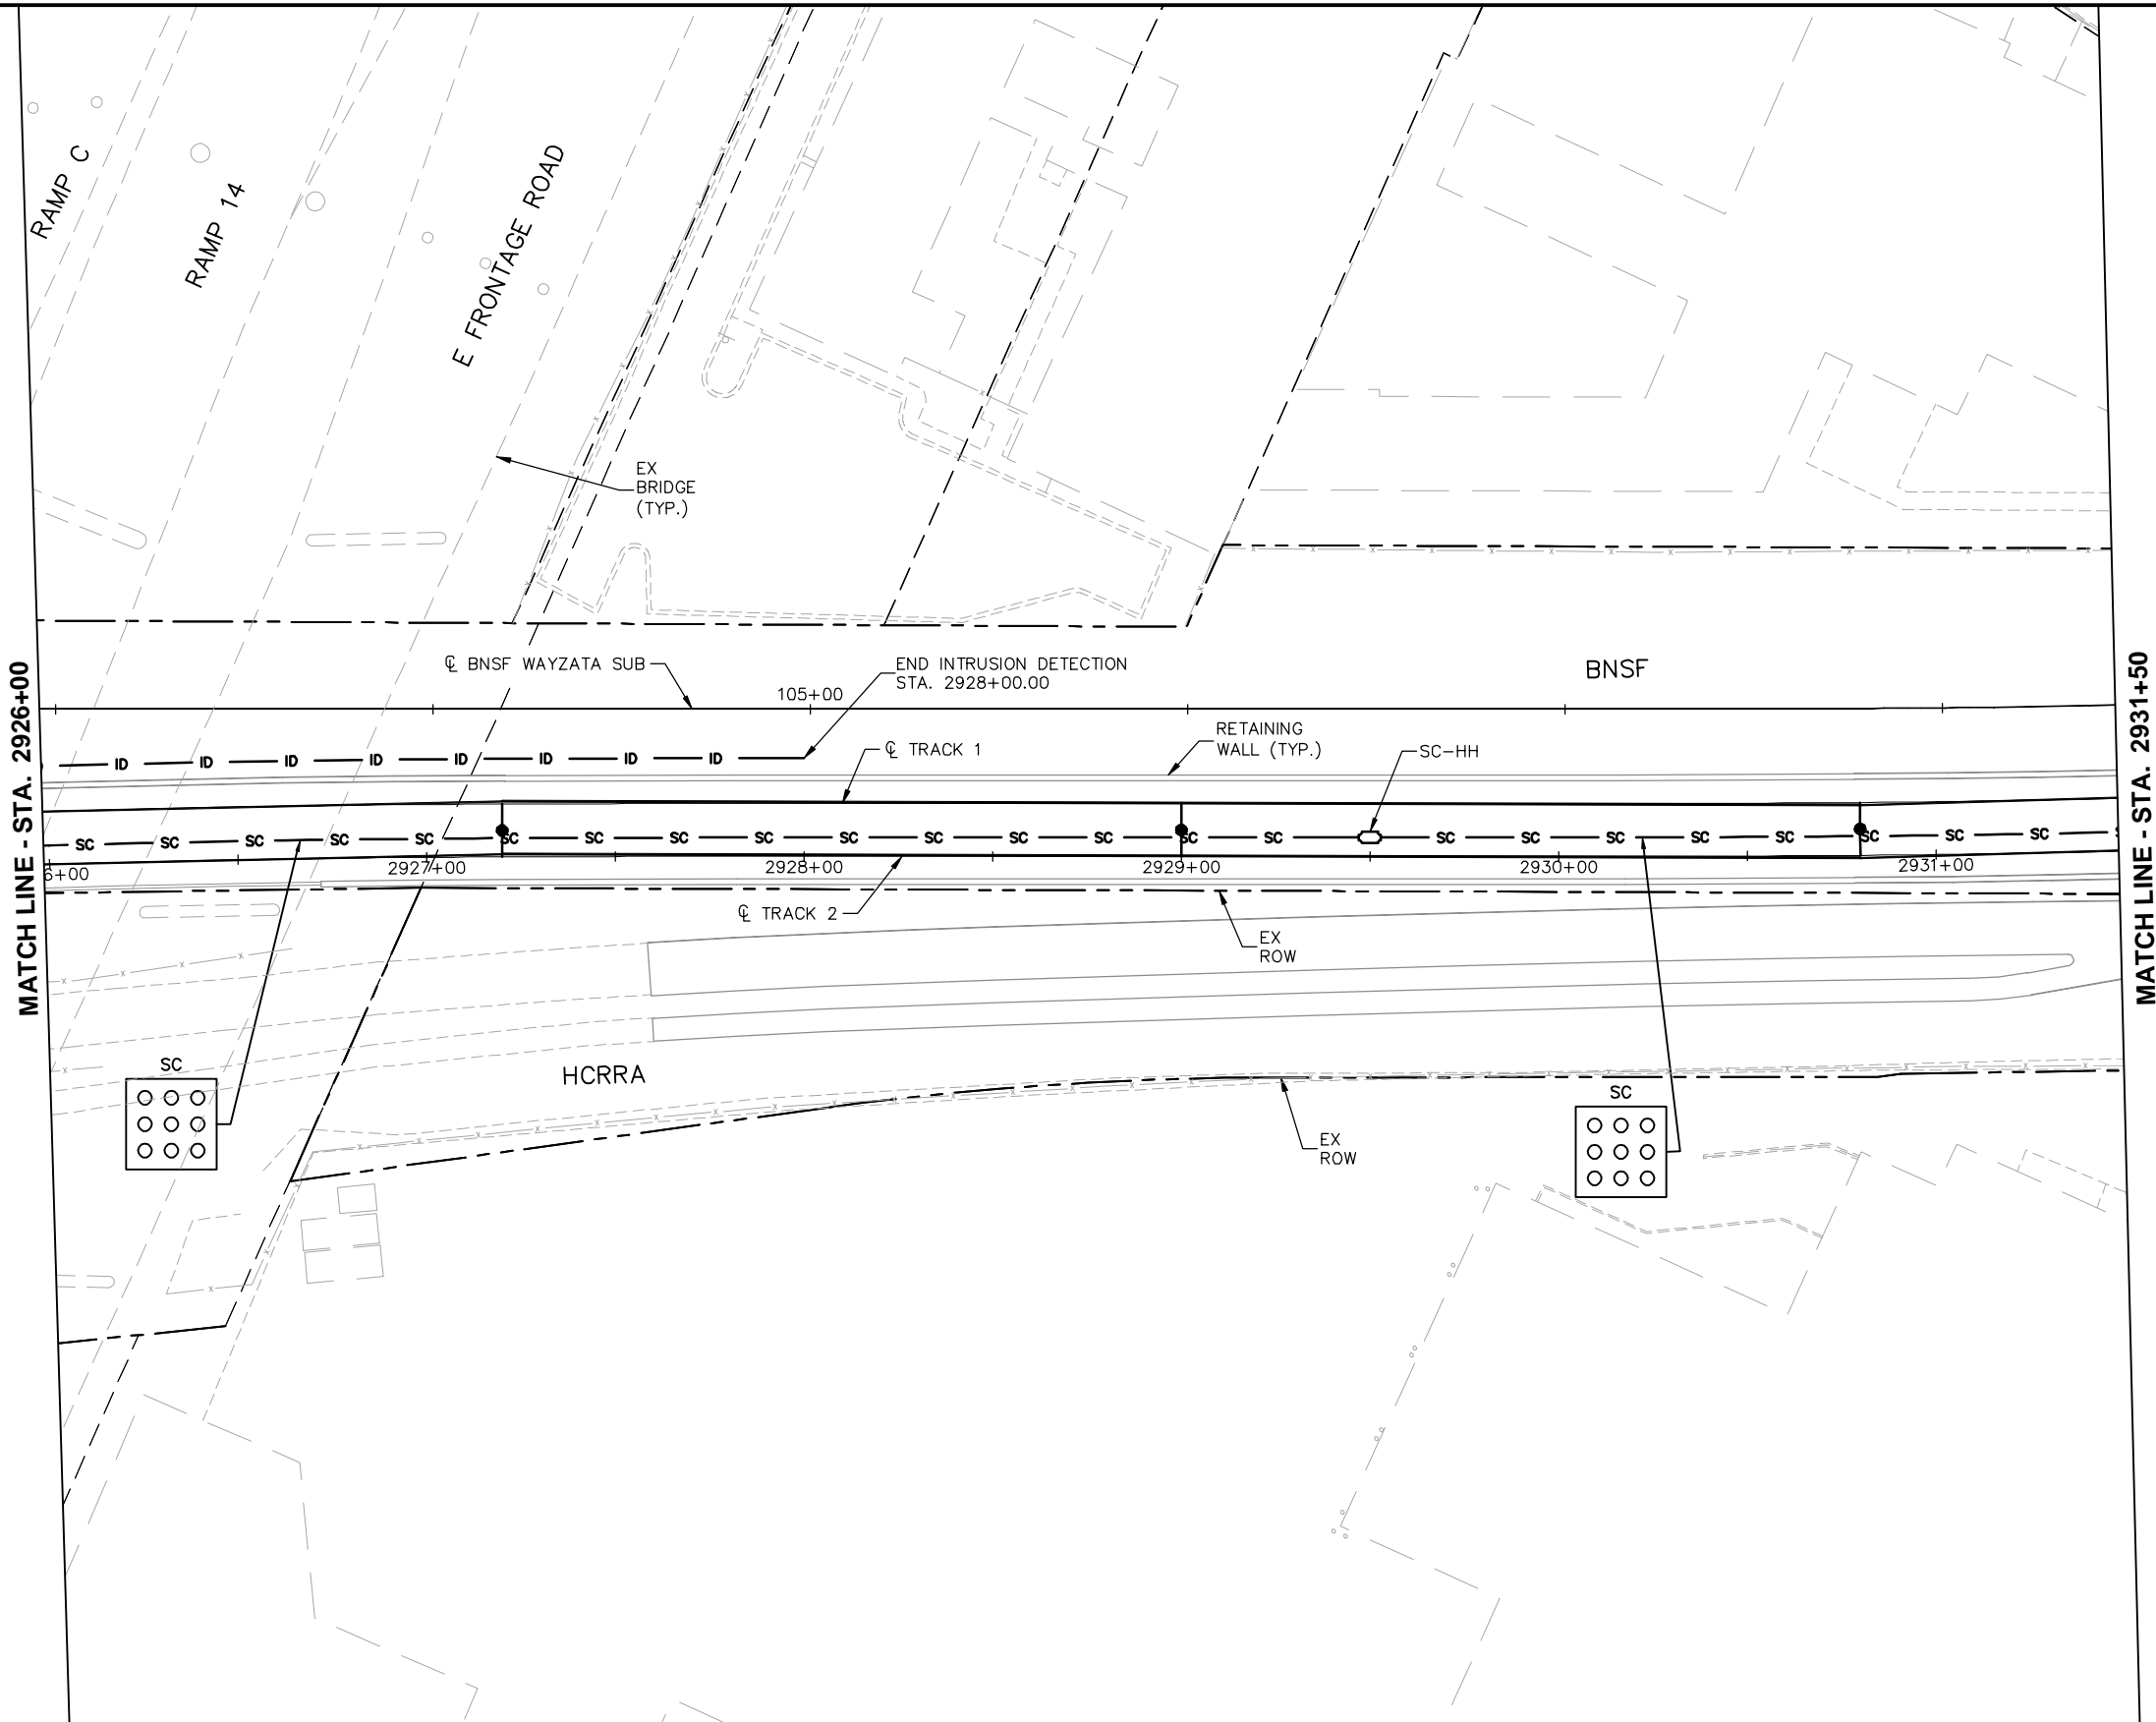 RAMP C
RAMP 14
E FRONTAGE ROAD
EX
BRIDGE
(TYP.)
℄ BNSF WAYZATA SUB
END INTRUSION DETECTION
STA. 2928+00.00
BNSF
105+00
RETAINING
WALL (TYP.)
℄ TRACK 1
SC-HH
ID ID ID ID ID ID ID ID
SC SC SC SC SC SC SC SC SC SC SC SC SC SC SC SC SC SC SC SC SC SC SC SC
6+00
2927+00
2928+00
2929+00
2930+00
2931+00
℄ TRACK 2
EX
ROW
HCRRA
SC
EX
ROW
SC
MATCH LINE - STA. 2926+00
MATCH LINE - STA. 2931+50